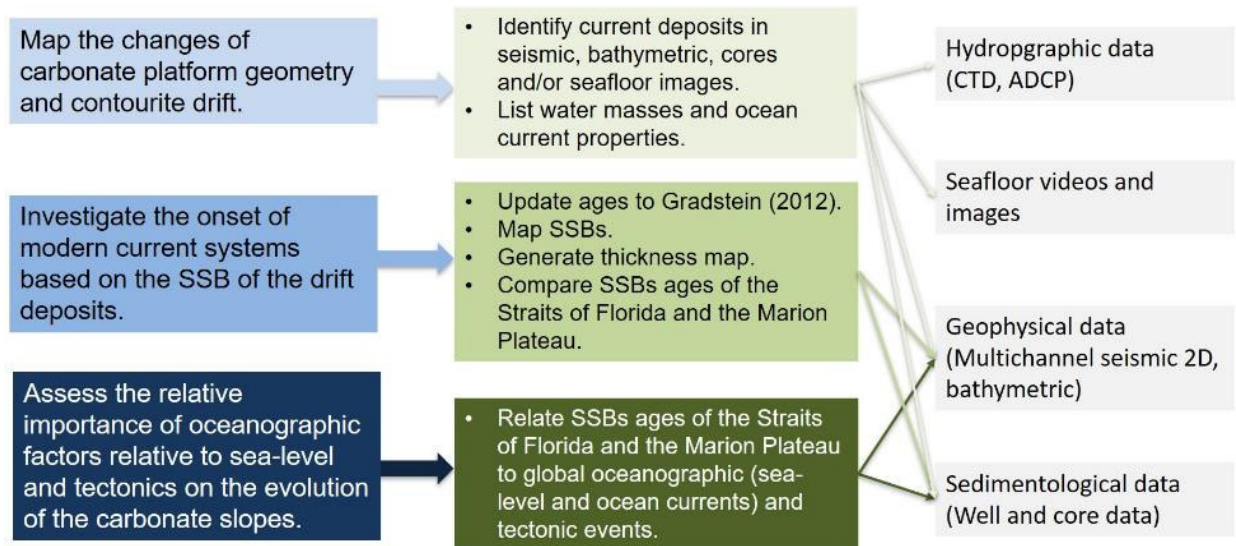 Map the changes of
carbonate platform geometry
and contourite drift.
• Identify current deposits in
seismic, bathymetric, cores
and/or seafloor images.
• List water masses and ocean
current properties.
Hydropgraphic data
(CTD, ADCP)
Seafloor videos and
images
Investigate the onset of
modern current systems
based on the SSB of the drift
deposits.
• Update ages to Gradstein (2012).
• Map SSBs.
• Generate thickness map.
• Compare SSBs ages of the
Straits of Florida and the Marion
Plateau.
Geophysical data
(Multichannel seismic 2D,
bathymetric)
Assess the relative
importance of oceanographic
factors relative to sea-level
and tectonics on the evolution
of the carbonate slopes.
• Relate SSBs ages of the Straits
of Florida and the Marion Plateau
to global oceanographic (sea-
level and ocean currents) and
tectonic events.
Sedimentological data
(Well and core data)